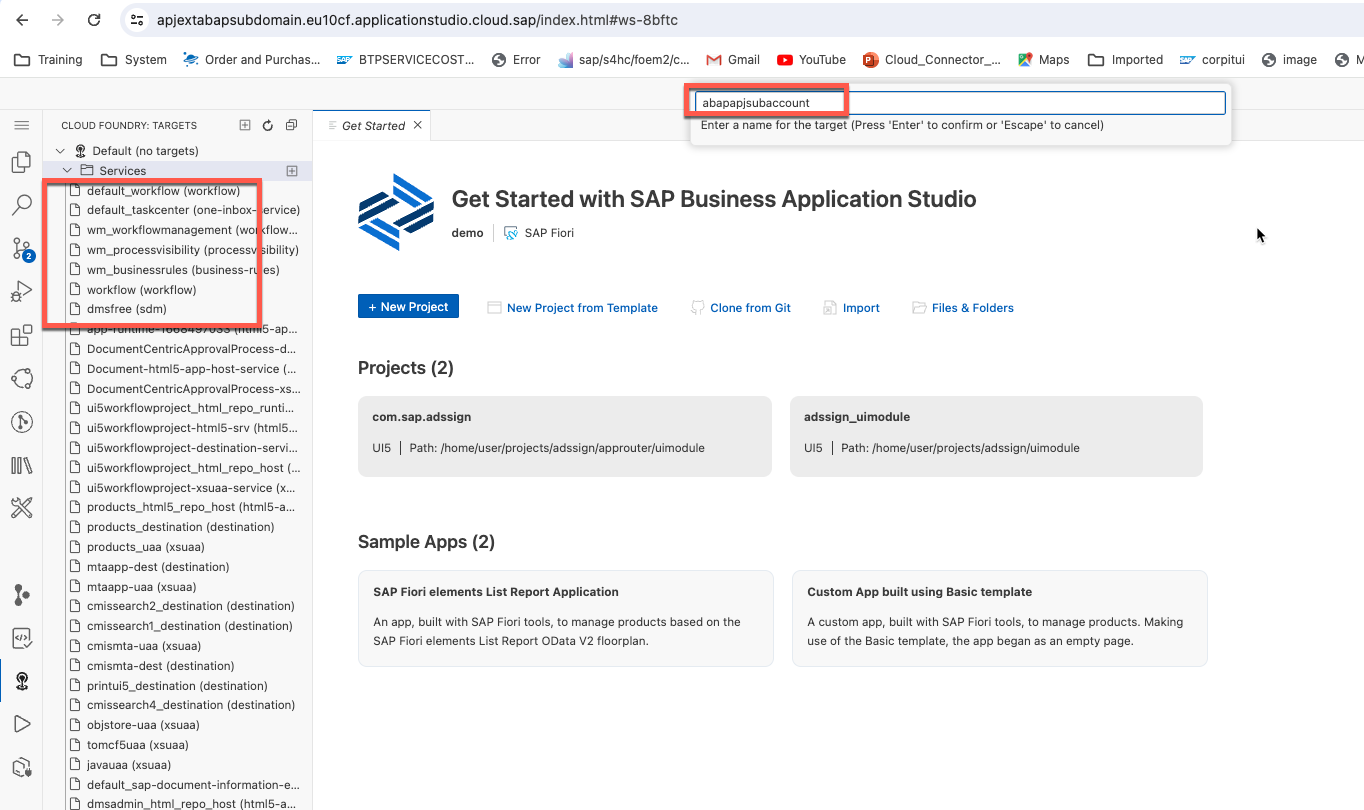 apjextabapsubdomain.eu10cf.applicationstudio.cloud.sap/index.html#ws-8bftc
Training
System
Order and Purchas...
SAP
BTPSERVICECOST...
Error
sap/s4hc/foem2/c...
Gmail
YouTube
Cloud_Connector_...
Maps
Imported
SAP
corpitui
image
M
abapapjsubaccount
Enter a name for the target (Press 'Enter' to confirm or 'Escape' to cancel)
CLOUD FOUNDRY: TARGETS
Get Started
Default (no targets)
Services
default_workflow (workflow)
default_taskcenter (one-inbox-service)
wm_workflowmanagement (workflow...
wm_processvisibility (processvisibility)
wm_businessrules (business-rules)
workflow (workflow)
dmsfree (sdm)
app-runtime-1668497033 (html5-ap...
DocumentCentricApprovalProcess-d...
Document-html5-app-host-service (...
DocumentCentricApprovalProcess-xs...
ui5workflowproject_html_repo_runti...
ui5workflowproject-html5-srv (html5...
ui5workflowproject-destination-servi...
ui5workflowproject_html_repo_host (...
ui5workflowproject-xsuaa-service (x...
products_html5_repo_host (html5-a...
products_destination (destination)
products_uaa (xsuaa)
mtaapp-dest (destination)
mtaapp-uaa (xsuaa)
cmissearch2_destination (destination)
cmissearch1_destination (destination)
cmismta-uaa (xsuaa)
cmismta-dest (destination)
printui5_destination (destination)
cmissearch4_destination (destination)
objstore-uaa (xsuaa)
tomcf5uaa (xsuaa)
javauaa (xsuaa)
default_sap-document-information-e...
dmsadmin_html_repo_host (html5-a...
2
Get Started with SAP Business Application Studio
demo
SAP Fiori
+ New Project
New Project from Template
Clone from Git
Import
Files & Folders
Projects (2)
com.sap.adssign
UI5 | Path: /home/user/projects/adssign/approuter/uimodule
adssign_uimodule
UI5 | Path: /home/user/projects/adssign/uimodule
Sample Apps (2)
SAP Fiori elements List Report Application
An app, built with SAP Fiori tools, to manage products based on the
SAP Fiori elements List Report OData V2 floorplan.
Custom App built using Basic template
A custom app, built with SAP Fiori tools, to manage products. Making
use of the Basic template, the app began as an empty page.